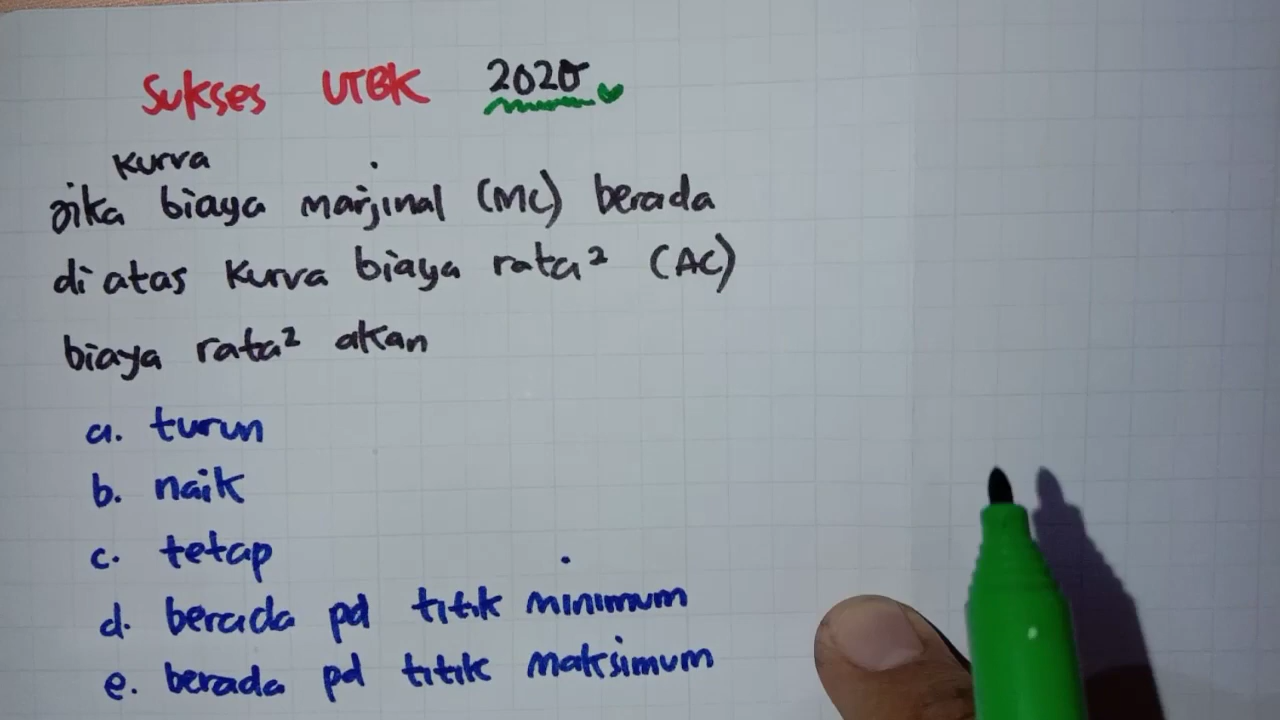 Sukses UTBK 2020
kurva
jika biaya marjinal (MC) berada
di atas kurva biaya rata² (AC)
biaya rata² akan
a. turun
b. naik
c. tetap
d. berada pd titik minimum
e. berada pd titik maksimum